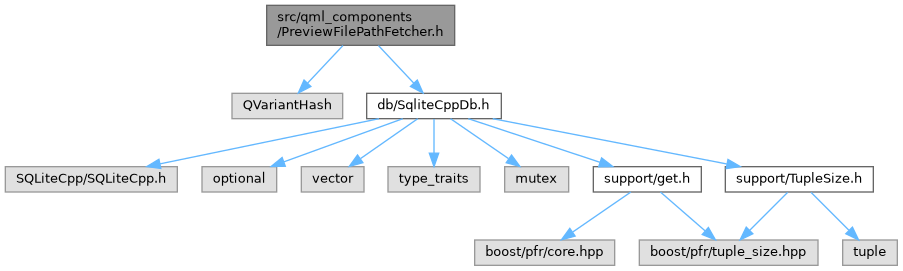 src/qml_components
/PreviewFilePathFetcher.h
QVariantHash
db/SqliteCppDb.h
SQLiteCpp/SQLiteCpp.h
optional
vector
type_traits
mutex
support/get.h
support/TupleSize.h
boost/pfr/core.hpp
boost/pfr/tuple_size.hpp
tuple